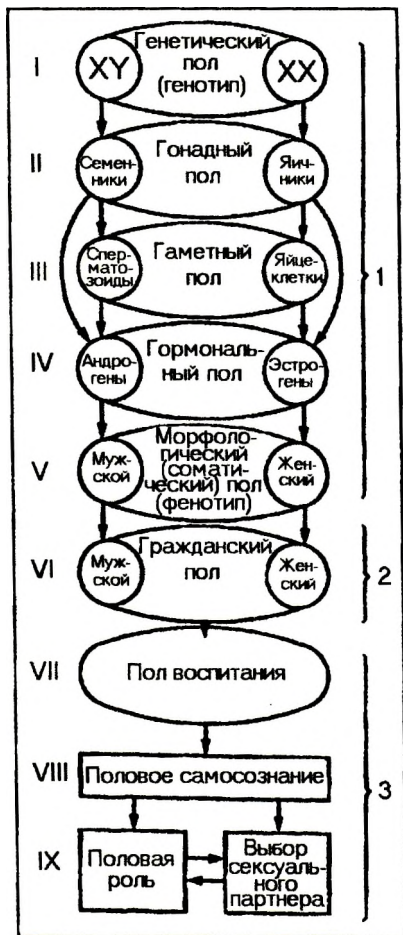 I
XY
Генетический
пол
(генотип)
XX
II
Семен-
ники
Гонадный
пол
Яич-
ники
III
Спер-
мато-
зоиды
Гаметный
пол
Яйце-
клетки
1
IV
Андро-
гены
Гормональ-
ный пол
Эстро-
гены
V
Муж-
ской
Морфоло-
гический
(сомати-
ческий) пол
(фенотип)
Жен-
ский
VI
Муж-
ской
Гражданский
пол
Жен-
ский
2
VII
Пол воспитания
VIII
Половое самосознание
3
IX
Половая
роль
Выбор
сексуаль-
ного
партнера